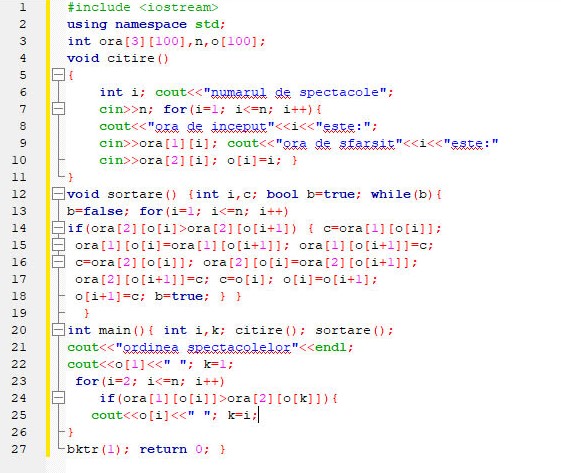 1 #include <iostream>
2 using namespace std;
3 int ora[3][100],n,o[100];
4 void citire()
5 {
6 int i; cout<<"numarul de spectacole";
7 cin>>n; for(i=1; i<=n; i++){
8 cout<<"ora de inceput"<<i<<"este:";
9 cin>>ora[1][i]; cout<<"ora de sfarsit"<<i<<"este:"
10 cin>>ora[2][i]; o[i]=i; }
11 }
12 void sortare() {int i,c; bool b=true; while(b){
13 b=false; for(i=1; i<=n; i++)
14 if(ora[2][o[i]>ora[2][o[i+1]) { c=ora[1][o[i]];
15 ora[1][o[i]=ora[1][o[i+1]]; ora[1][o[i+1]]=c;
16 c=ora[2][o[i]]; ora[2][o[i]=ora[2][o[i+1]];
17 ora[2][o[i+1]]=c; c=o[i]; o[i]=o[i+1];
18 o[i+1]=c; b=true; } }
19 }
20 int main(){ int i,k; citire(); sortare();
21 cout<<"ordinea spectacolelor"<<endl;
22 cout<<o[1]<<" "; k=1;
23 for(i=2; i<=n; i++)
24 if(ora[1][o[i]]>ora[2][o[k]]){
25 cout<<o[i]<<" "; k=i;
26 }
27 bktr(1); return 0; }